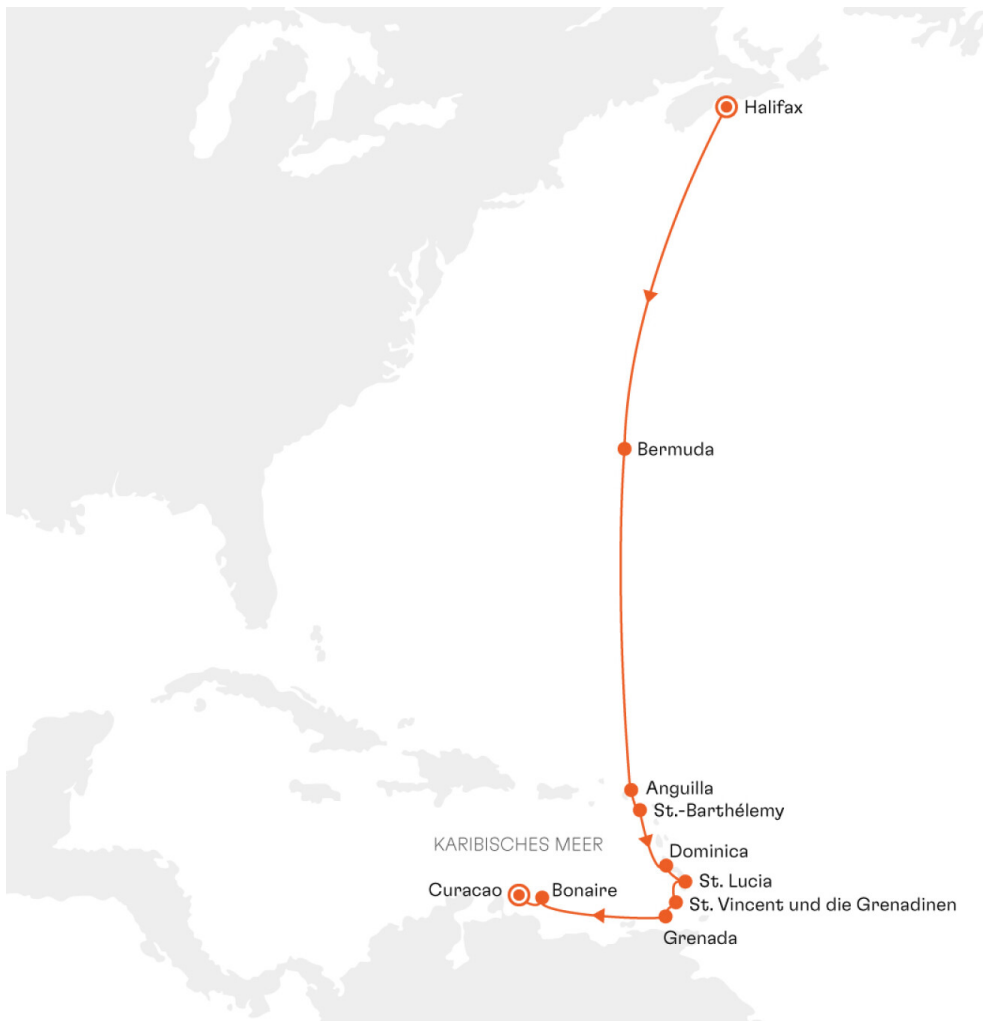 Halifax
Bermuda
Anguilla
St.-Barthélemy
KARIBISCHES MEER
Dominica
St. Lucia
Curacao
Bonaire
St. Vincent und die Grenadinen
Grenada